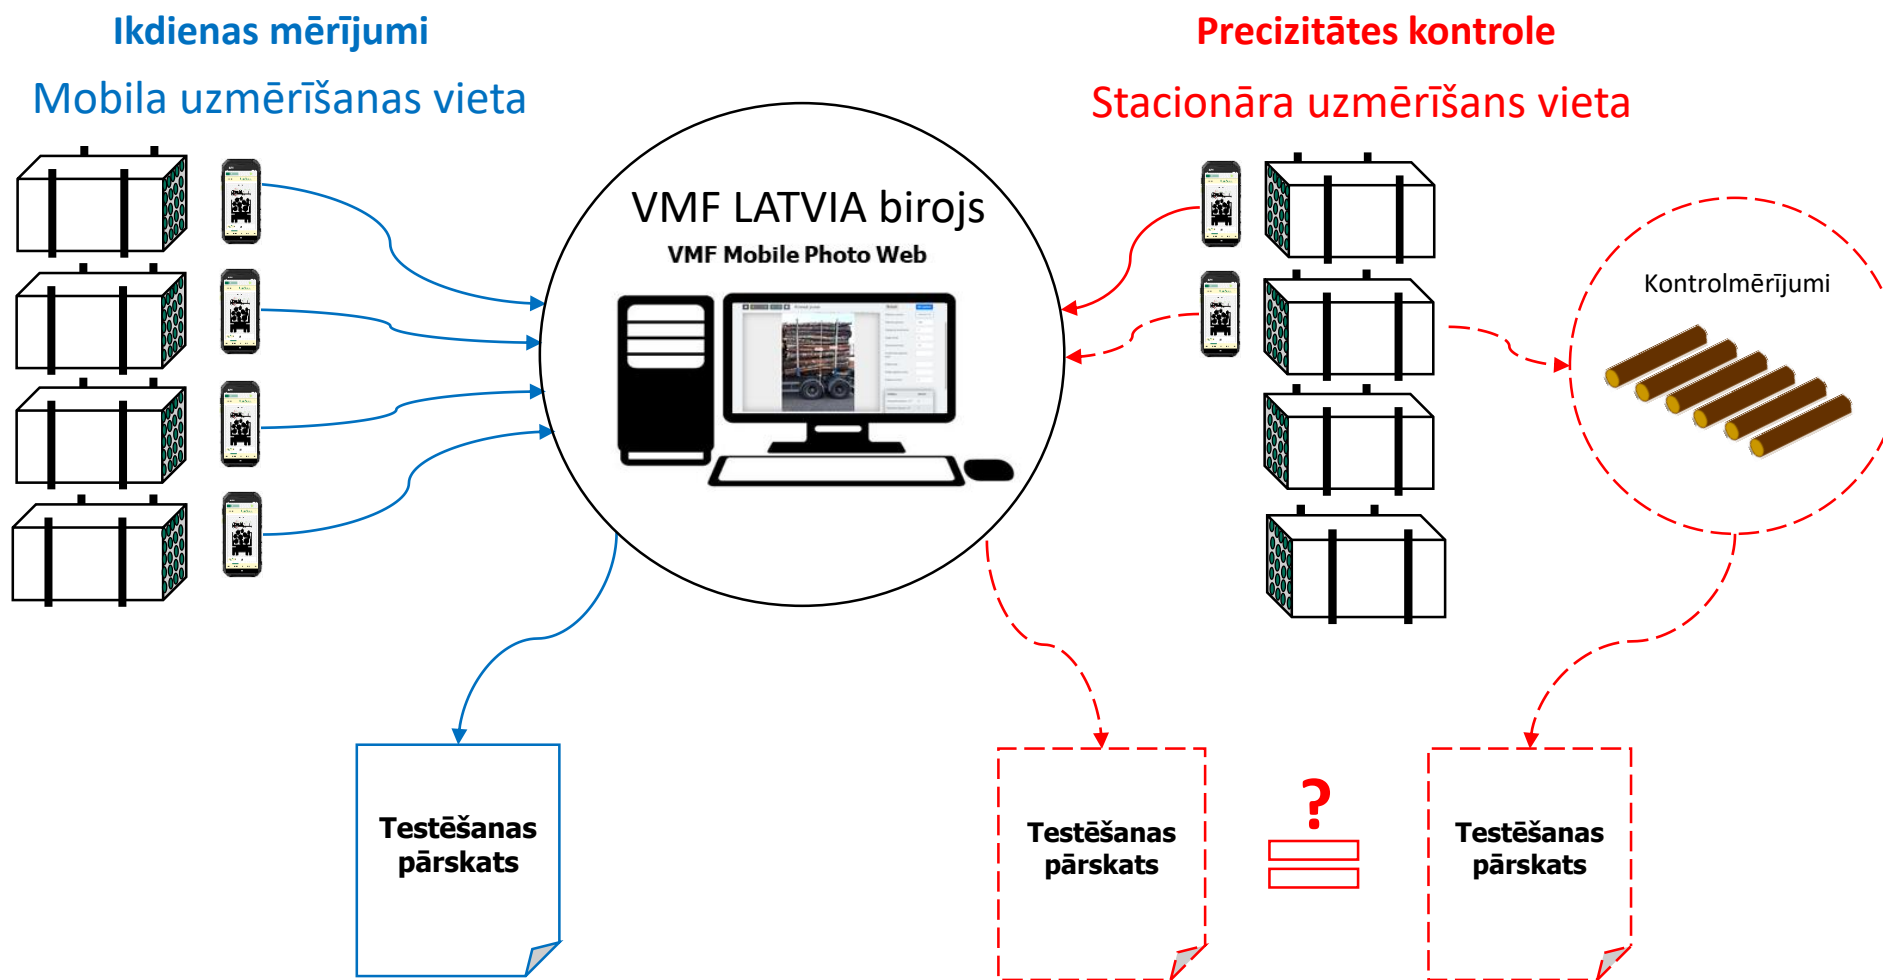 Ikdienas mērījumi
Mobila uzmērīšanas vieta
Precizitātes kontrole
Stacionāra uzmērīšans vieta
VMF LATVIA birojs
VMF Mobile Photo Web
Kontrolmērījumi
Testēšanas
pārskats
Testēšanas
pārskats
?
Testēšanas
pārskats